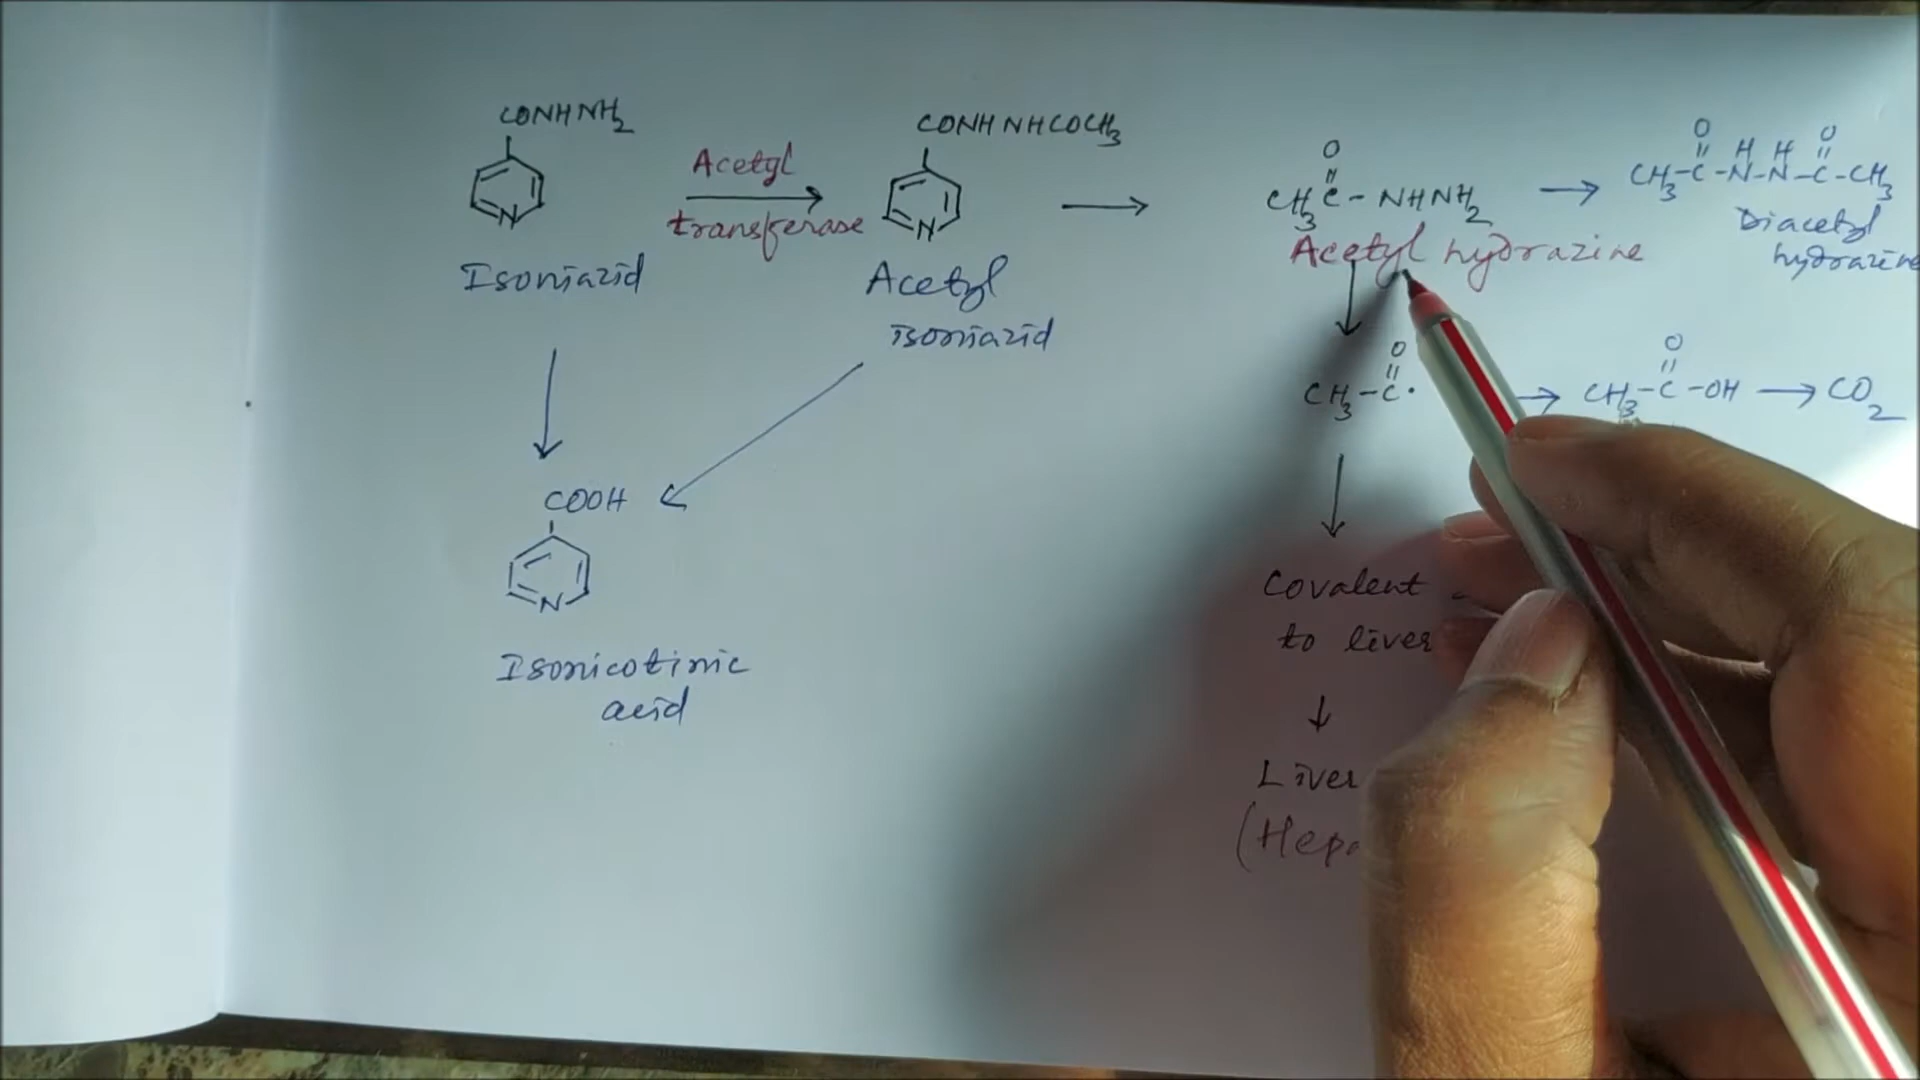 CONHNH2
N
Isoniazid
Acetyl
transferase
CONHNHCOCH3
N
Acetyl
isoniazid
O
CH3C-NHNH2
Acetyl hydrazine
O H H O
CH3-C-N-N-C-CH3
Diacetyl
hydrazine
O
CH3-C·
O
CH3-C-OH
CO2
COOH
N
Isonicotinic
acid
Covalent
to liver
Liver